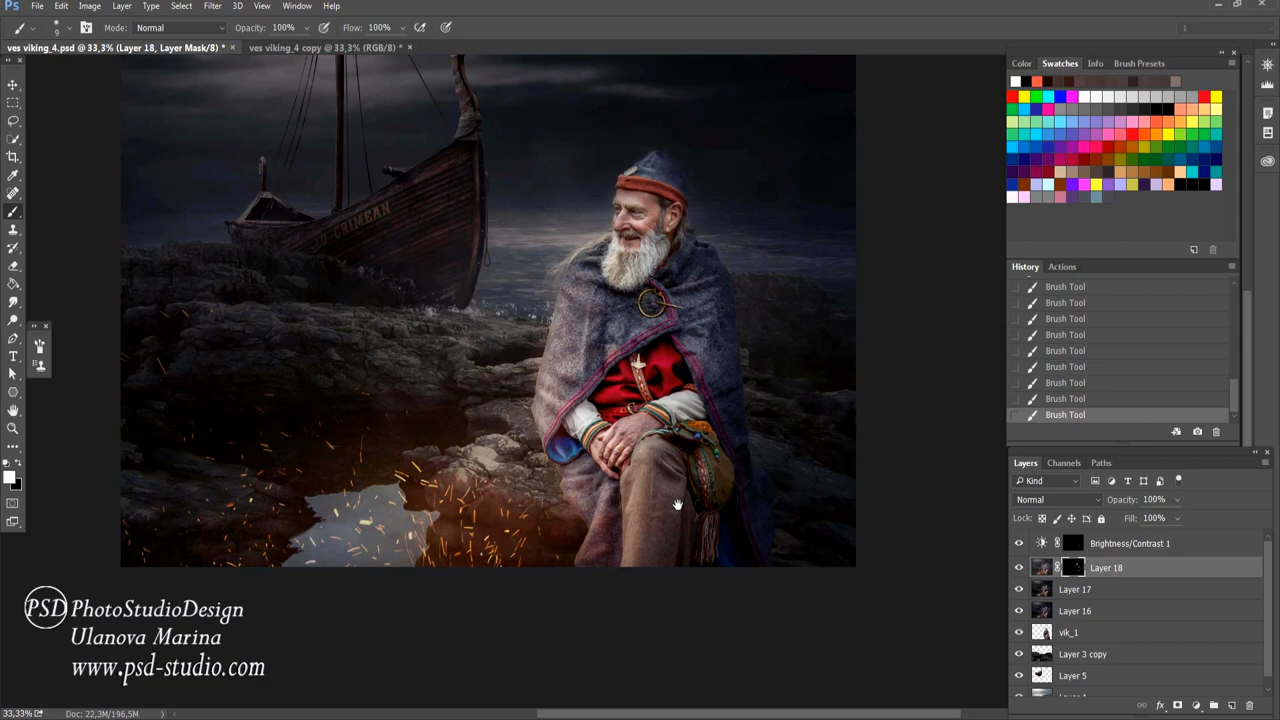 Ps File Edit Image Layer Type Select Filter 3D View Window Help
9 Mode: Normal Opacity: 100% Flow: 100% 1
ves viking_4.psd @ 33,3% (Layer 18, Layer Mask/8) * × ves viking_4 copy @ 33,3% (RGB/8) * ×
Color Swatches Info Brush Prestets
History Actions
Brush Tool
Brush Tool
Brush Tool
Brush Tool
Brush Tool
Brush Tool
Brush Tool
Brush Tool
Brush Tool
Layers Channels Paths
Kind
Normal Opacity: 100%
Lock: Fill: 100%
Brightness/Contrast 1
Layer 18
Layer 17
Layer 16
vik_1
Layer 3 copy
Layer 5
CRIMEAN
PSD PhotoStudioDesign
Ulanova Marina
www.psd-studio.com
33,33% Doc: 22,3M/196,5M